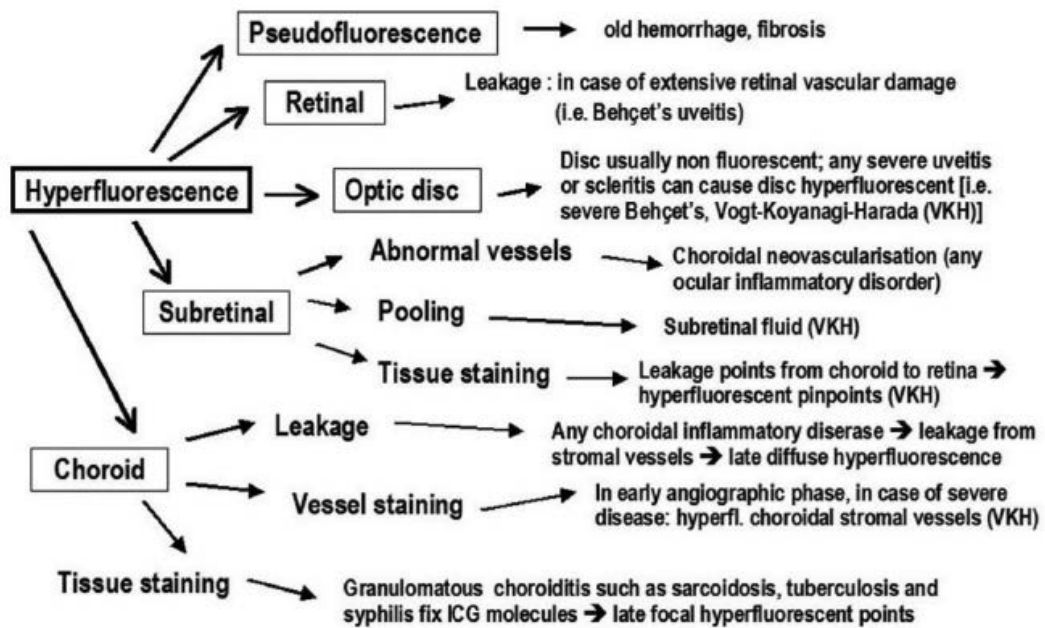 Pseudofluorescence
old hemorrhage, fibrosis
Retinal
Leakage : in case of extensive retinal vascular damage
(i.e. Behçet's uveitis)
Hyperfluorescence
Optic disc
Disc usually non fluorescent; any severe uveitis
or scleritis can cause disc hyperfluorescent [i.e.
severe Behçet's, Vogt-Koyanagi-Harada (VKH)]
Subretinal
Abnormal vessels
Choroidal neovascularisation (any
ocular inflammatory disorder)
Pooling
Subretinal fluid (VKH)
Tissue staining
Leakage points from choroid to retina ➔
hyperfluorescent pinpoints (VKH)
Choroid
Leakage
Any choroidal inflammatory diserase ➔ leakage from
stromal vessels ➔ late diffuse hyperfluorescence
Vessel staining
In early angiographic phase, in case of severe
disease: hyperfl. choroidal stromal vessels (VKH)
Tissue staining
Granulomatous choroiditis such as sarcoidosis, tuberculosis and
syphilis fix ICG molecules ➔ late focal hyperfluorescent points